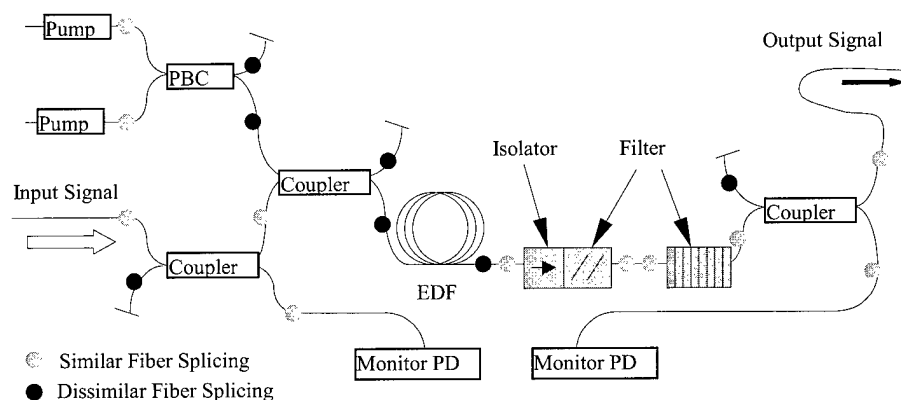 Pump
Output Signal
PBC
Pump
Isolator
Filter
Coupler
Input Signal
Coupler
Coupler
EDF
Monitor PD
Monitor PD
Similar Fiber Splicing
Dissimilar Fiber Splicing